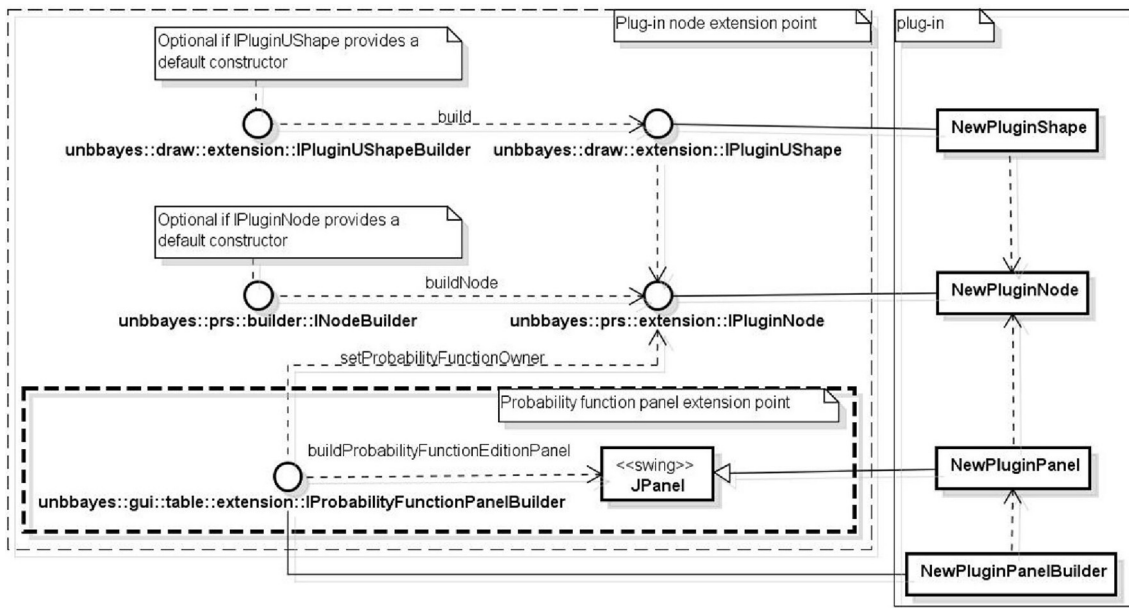 Plug-in node extension point
plug-in
Optional if IPluginUShape provides a
default constructor
build
NewPluginShape
unbbayes::draw::extension::IPluginUShapeBuilder
unbbayes::draw::extension::IPluginUShape
Optional if IPluginNode provides a
default constructor
buildNode
NewPluginNode
unbbayes::prs::builder::INodeBuilder
unbbayes::prs::extension::IPluginNode
setProbabilityFunctionOwner
Probability function panel extension point
buildProbabilityFunctionEditionPanel
<<swing>>
JPanel
NewPluginPanel
unbbayes::gui::table::extension::IProbabilityFunctionPanelBuilder
NewPluginPanelBuilder